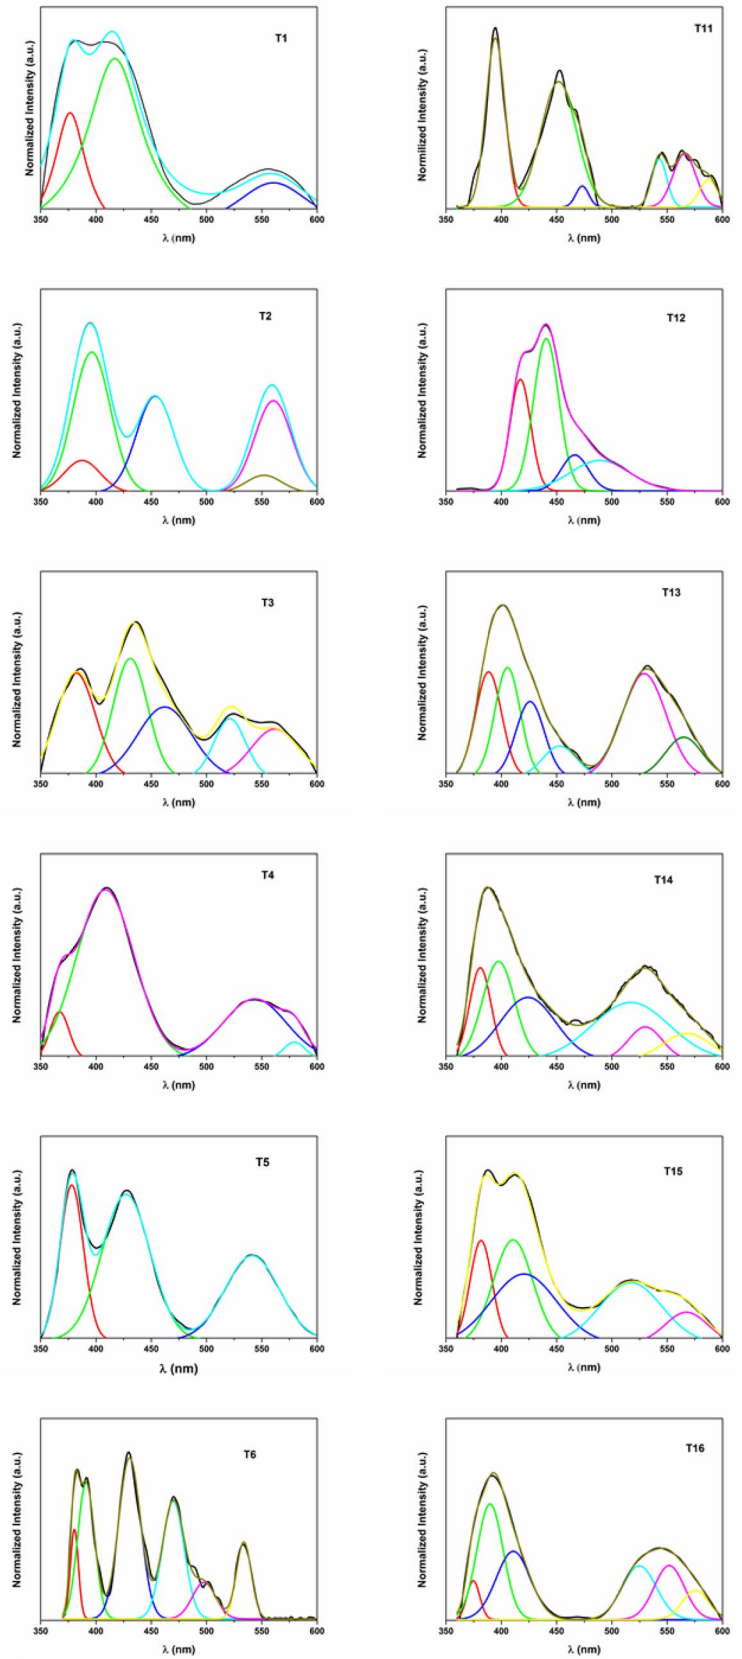 T1
Normalized Intensity (a.u.)
350 400 450 500 550 600
λ (nm)
T11
Normilized Intensity (a.u.)
350 400 450 500 550 600
λ (nm)
T2
Normalized Intensity (a.u.)
350 400 450 500 550 600
λ (nm)
T12
Normalized Intensity (a.u.)
350 400 450 500 550 600
λ (nm)
T3
Normalized Intensity (a.u.)
350 400 450 500 550 600
λ (nm)
T13
Normalized Intensity (a.u.)
350 400 450 500 550 600
λ (nm)
T4
Normalized Intensity (a.u.)
350 400 450 500 550 600
λ (nm)
T14
Normalized Intensity (a.u.)
350 400 450 500 550 600
λ (nm)
T5
Normalized Intensity (a.u.)
350 400 450 500 550 600
λ (nm)
T15
Normalized Intensity (a.u.)
350 400 450 500 550 600
λ (nm)
T6
Normalized Intensity (a.u.)
350 400 450 500 550 600
λ (nm)
T16
Normalized Intensity (a.u.)
350 400 450 500 550 600
λ (nm)